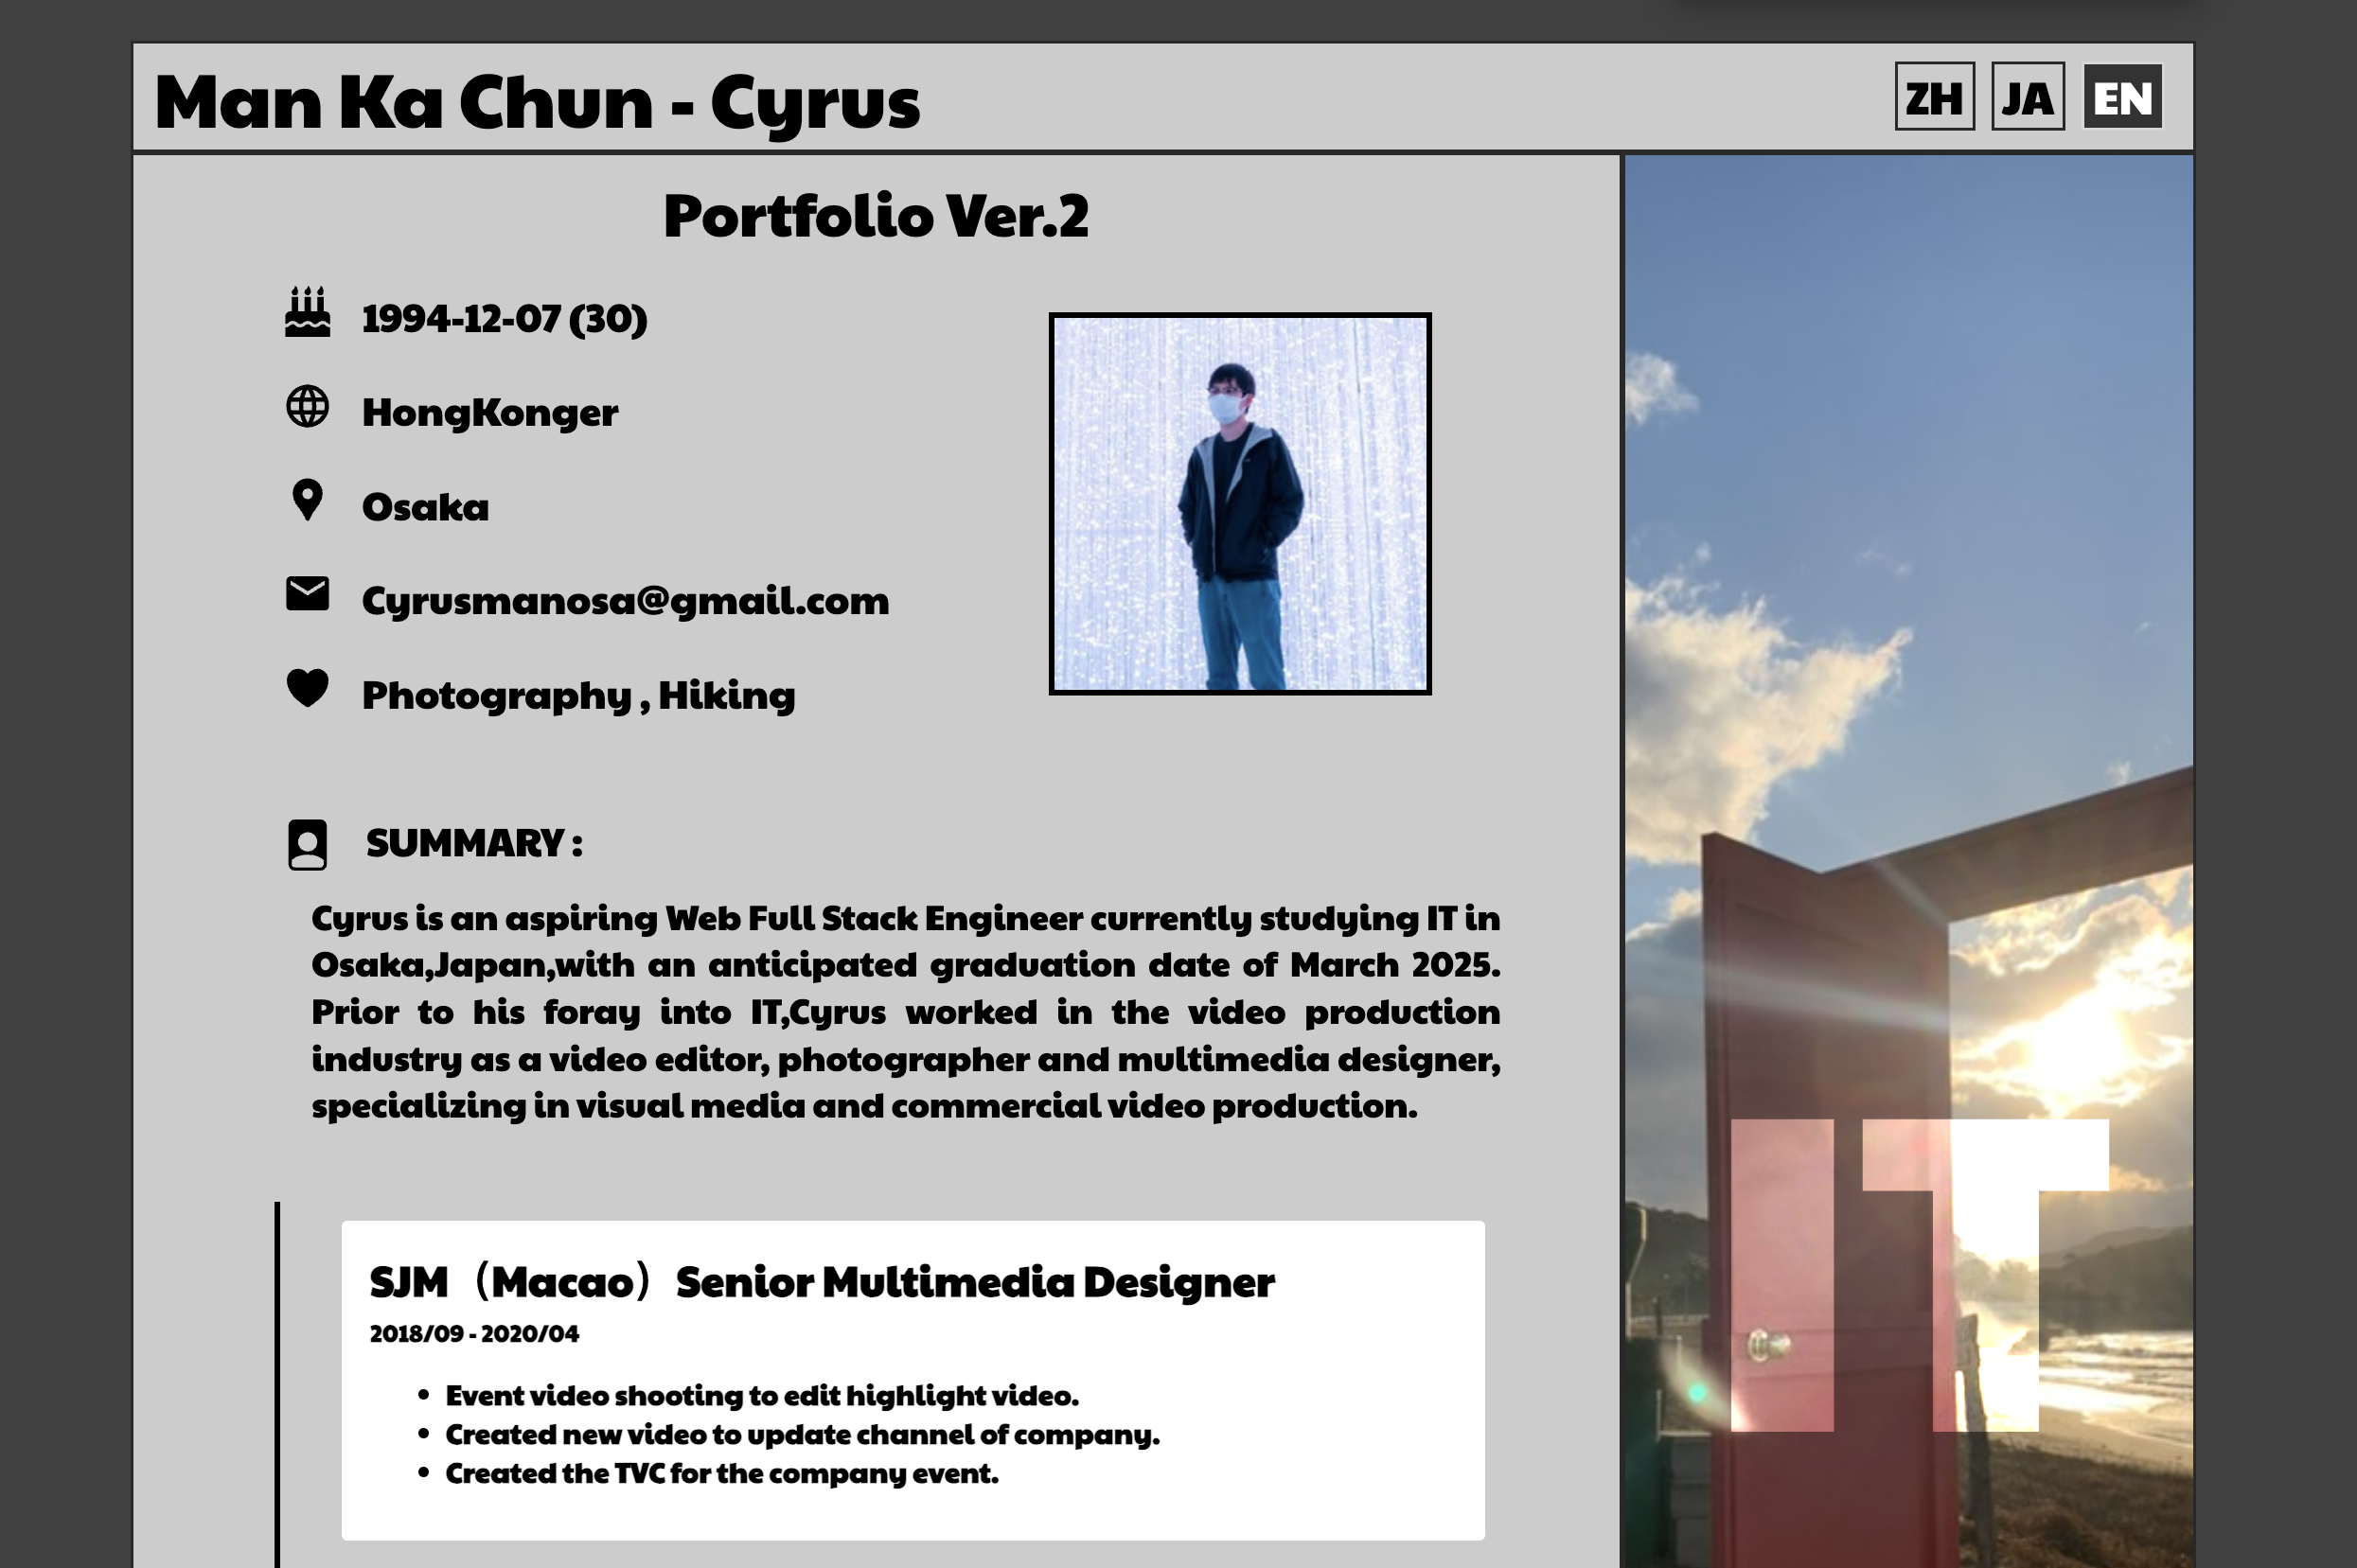 Man Ka Chun - Cyrus
ZH JA EN
Portfolio Ver.2
1994-12-07 (30)
HongKonger
Osaka
Cyrusmanosa@gmail.com
Photography , Hiking
SUMMARY :
Cyrus is an aspiring Web Full Stack Engineer currently studying IT in
Osaka,Japan,with an anticipated graduation date of March 2025.
Prior to his foray into IT,Cyrus worked in the video production
industry as a video editor, photographer and multimedia designer,
specializing in visual media and commercial video production.
SJM（Macao）Senior Multimedia Designer
2018/09 - 2020/04
• Event video shooting to edit highlight video.
• Created new video to update channel of company.
• Created the TVC for the company event.
IT